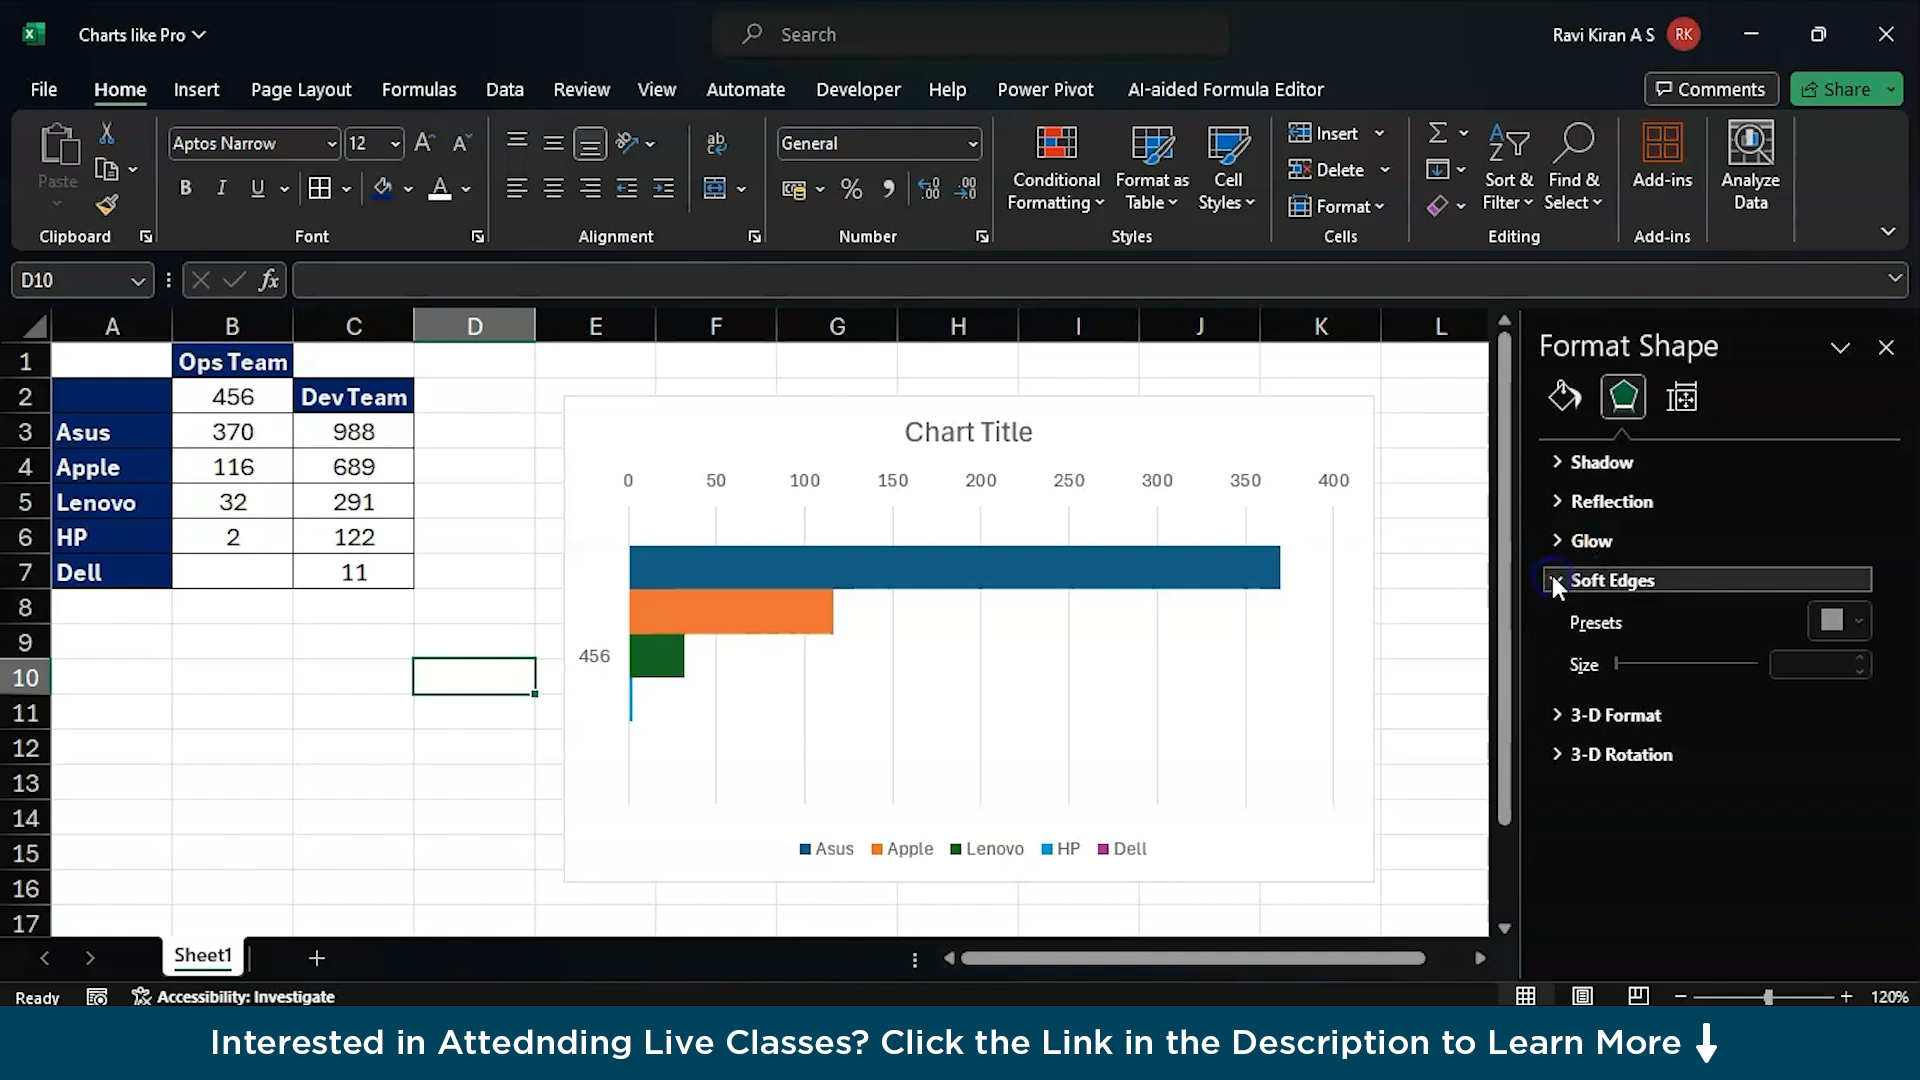 Charts like Pro
Search
Ravi Kiran A S RK
File Home Insert Page Layout Formulas Data Review View Automate Developer Help Power Pivot AI-aided Formula Editor Comments Share
Paste
Aptos Narrow 12
B I U A
General
Conditional Formatting
Format as Table
Cell Styles
Insert
Delete
Format
Sort & Filter
Find & Select
Add-ins
Analyze Data
Clipboard Font Alignment Number Styles Cells Editing Add-ins
D10 fx
A B C D E F G H I J K L
1 Ops Team
2 456 Dev Team
3 Asus 370 988
4 Apple 116 689
5 Lenovo 32 291
6 HP 2 122
7 Dell 11
8
9
10
11
12
13
14
15
16
17
Chart Title
0 50 100 150 200 250 300 350 400
456
Asus Apple Lenovo HP Dell
Format Shape
Shadow
Reflection
Glow
Soft Edges
Presets
Size
3-D Format
3-D Rotation
Sheet1
Ready Accessibility: Investigate 120%
Interested in Attednding Live Classes? Click the Link in the Description to Learn More